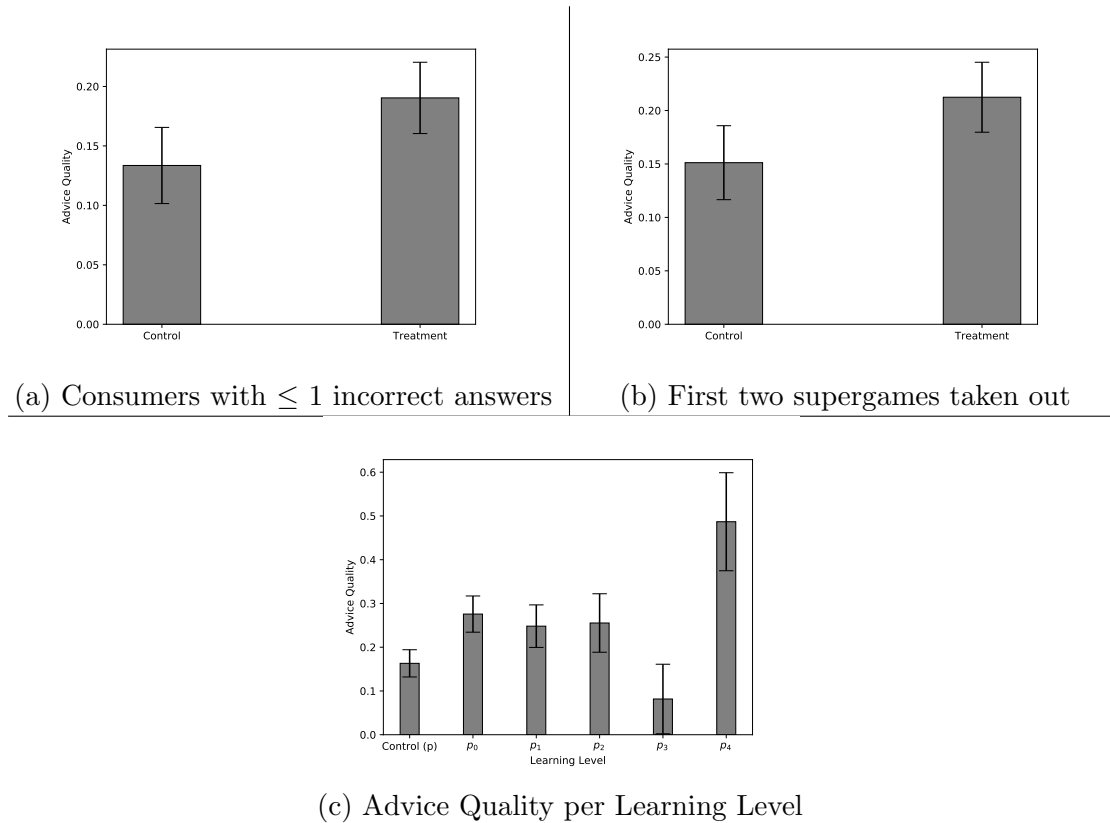 0.20
0.15
0.10
0.05
0.00
Advice Quality
Control
Treatment
(a) Consumers with ≤ 1 incorrect answers
0.25
0.20
0.15
0.10
0.05
0.00
Advice Quality
Control
Treatment
(b) First two supergames taken out
0.6
0.5
0.4
0.3
0.2
0.1
0.0
Advice Quality
Control (p)
p₀
p₁
p₂
p₃
p₄
Learning Level
(c) Advice Quality per Learning Level